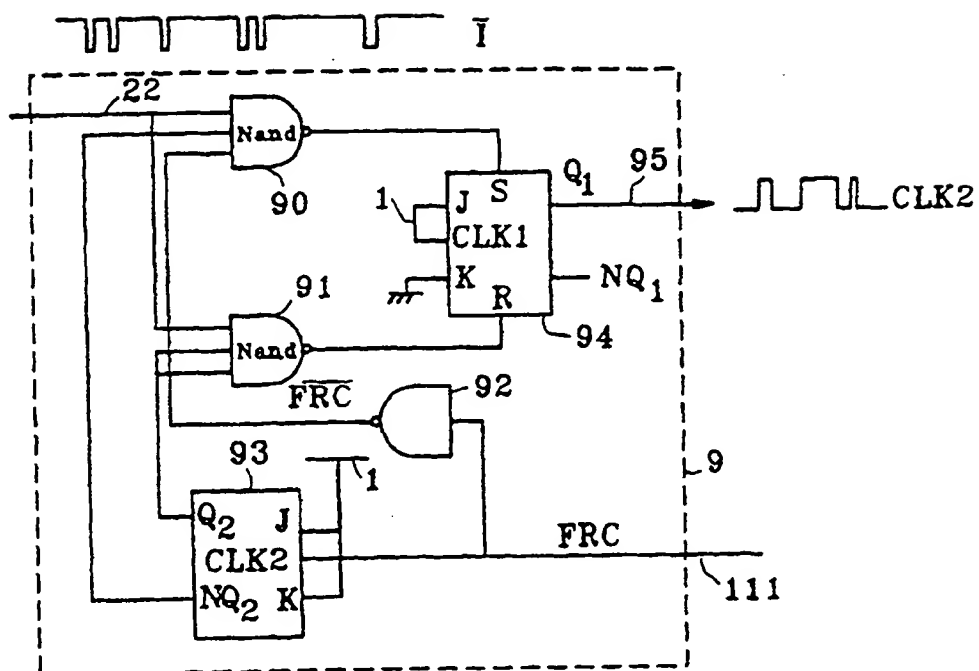 Ī
22
Nand
90
S
Q₁
95
1
J
CLK1
K
R
NQ₁
94
CLK2
91
Nand
F̅R̅C̅
92
93
1
9
Q₂
J
CLK2
NQ₂
K
FRC
111